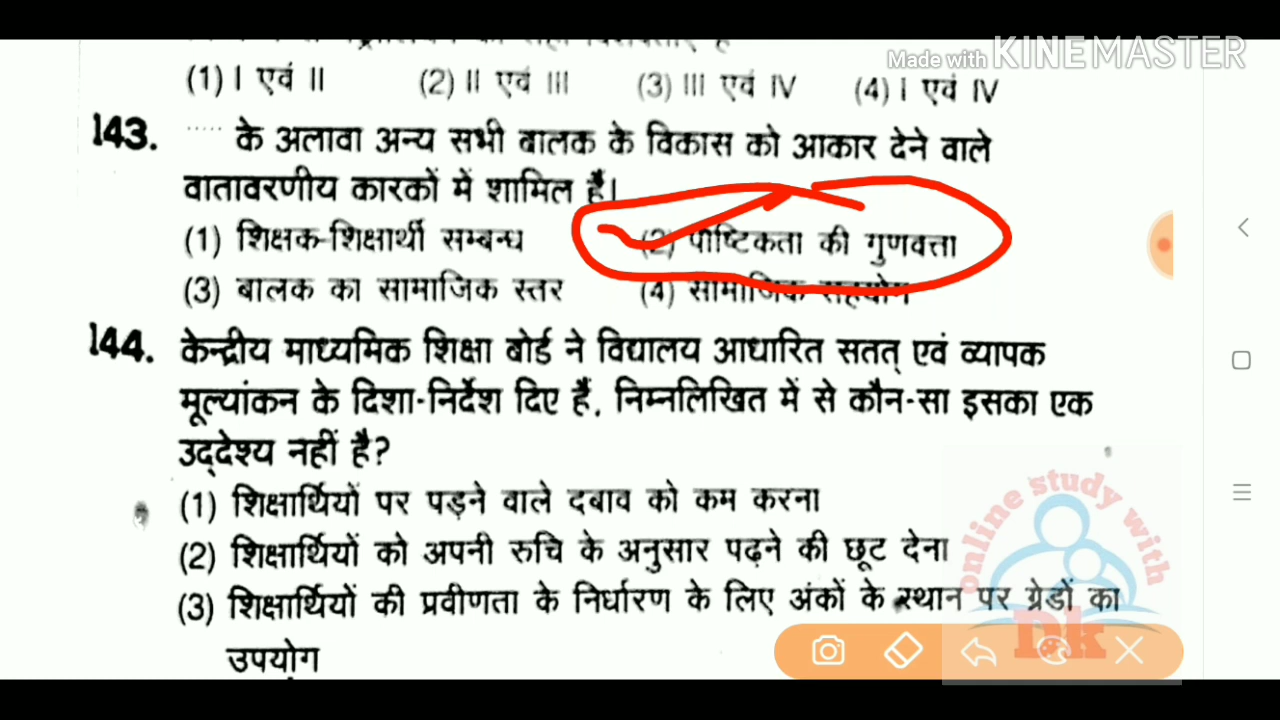 Made with KINEMASTER
(1) I एवं II (2) II एवं III (3) III एवं IV (4) I एवं IV
143. ..... के अलावा अन्य सभी बालक के विकास को आकार देने वाले
वातावरणीय कारकों में शामिल हैं।
(1) शिक्षक-शिक्षार्थी सम्बन्ध (2) पौष्टिकता की गुणवत्ता
(3) बालक का सामाजिक स्तर (4) सामाजिक सहयोग
144. केन्द्रीय माध्यमिक शिक्षा बोर्ड ने विद्यालय आधारित सतत् एवं व्यापक
मूल्यांकन के दिशा-निर्देश दिए हैं, निम्नलिखित में से कौन-सा इसका एक
उद्देश्य नहीं है?
(1) शिक्षार्थियों पर पड़ने वाले दबाव को कम करना
(2) शिक्षार्थियों को अपनी रुचि के अनुसार पढ़ने की छूट देना
(3) शिक्षार्थियों की प्रवीणता के निर्धारण के लिए अंकों के स्थान पर ग्रेडों का
उपयोग
online study with
Dk